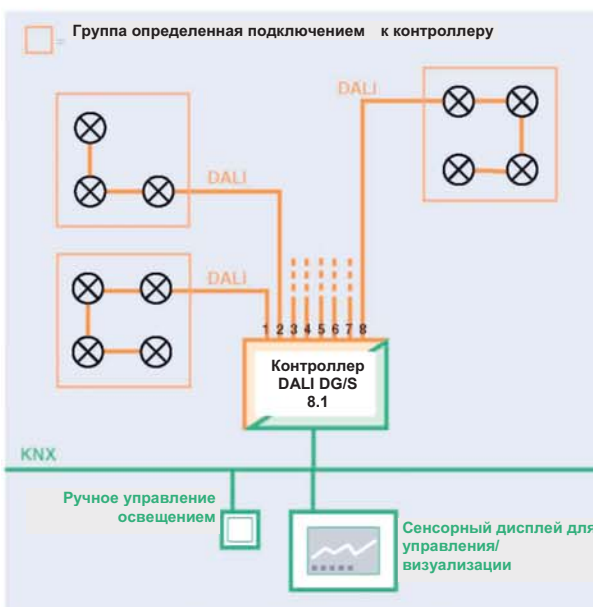 Группа определенная подключением к контроллеру
DALI
DALI
DALI
1 2 3 4 5 6 7 8
Контроллер
DALI DG/S
8.1
KNX
Ручное управление
освещением
Сенсорный дисплей для
управления/
визуализации